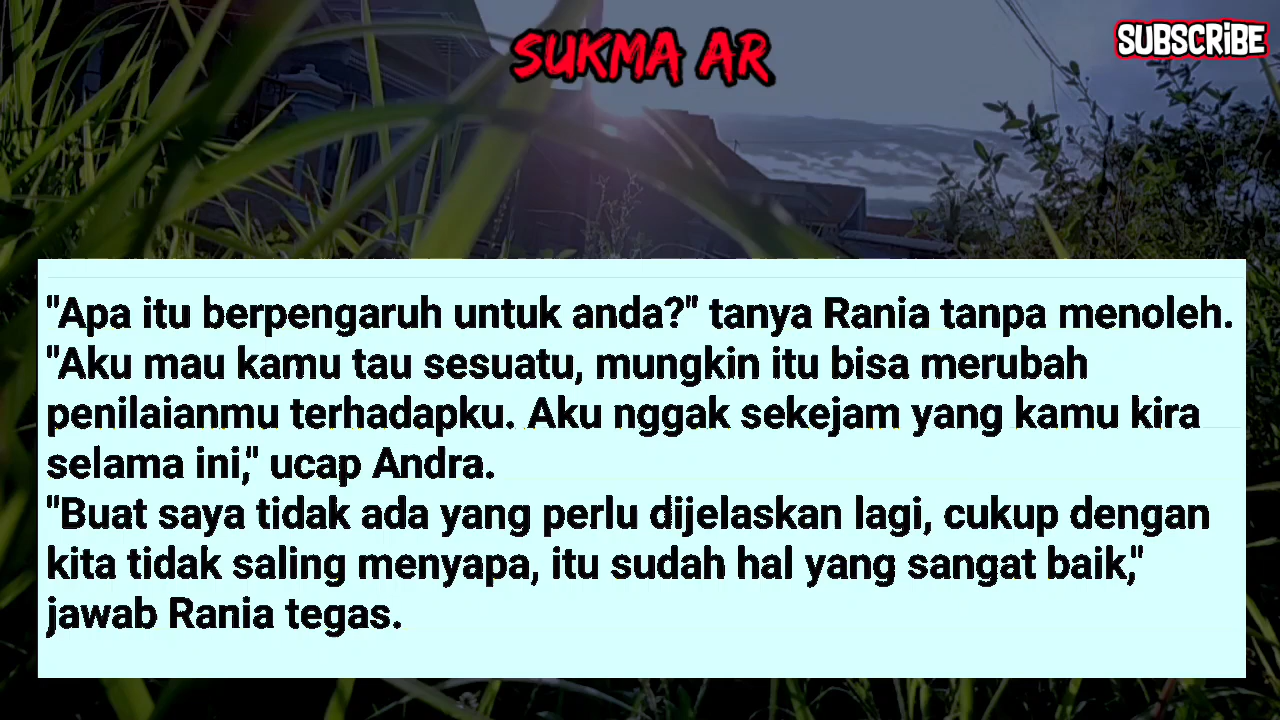 SUKMA AR
SUBSCRiBE
"Apa itu berpengaruh untuk anda?" tanya Rania tanpa menoleh.
"Aku mau kamu tau sesuatu, mungkin itu bisa merubah
penilaianmu terhadapku. Aku nggak sekejam yang kamu kira
selama ini," ucap Andra.
"Buat saya tidak ada yang perlu dijelaskan lagi, cukup dengan
kita tidak saling menyapa, itu sudah hal yang sangat baik,"
jawab Rania tegas.